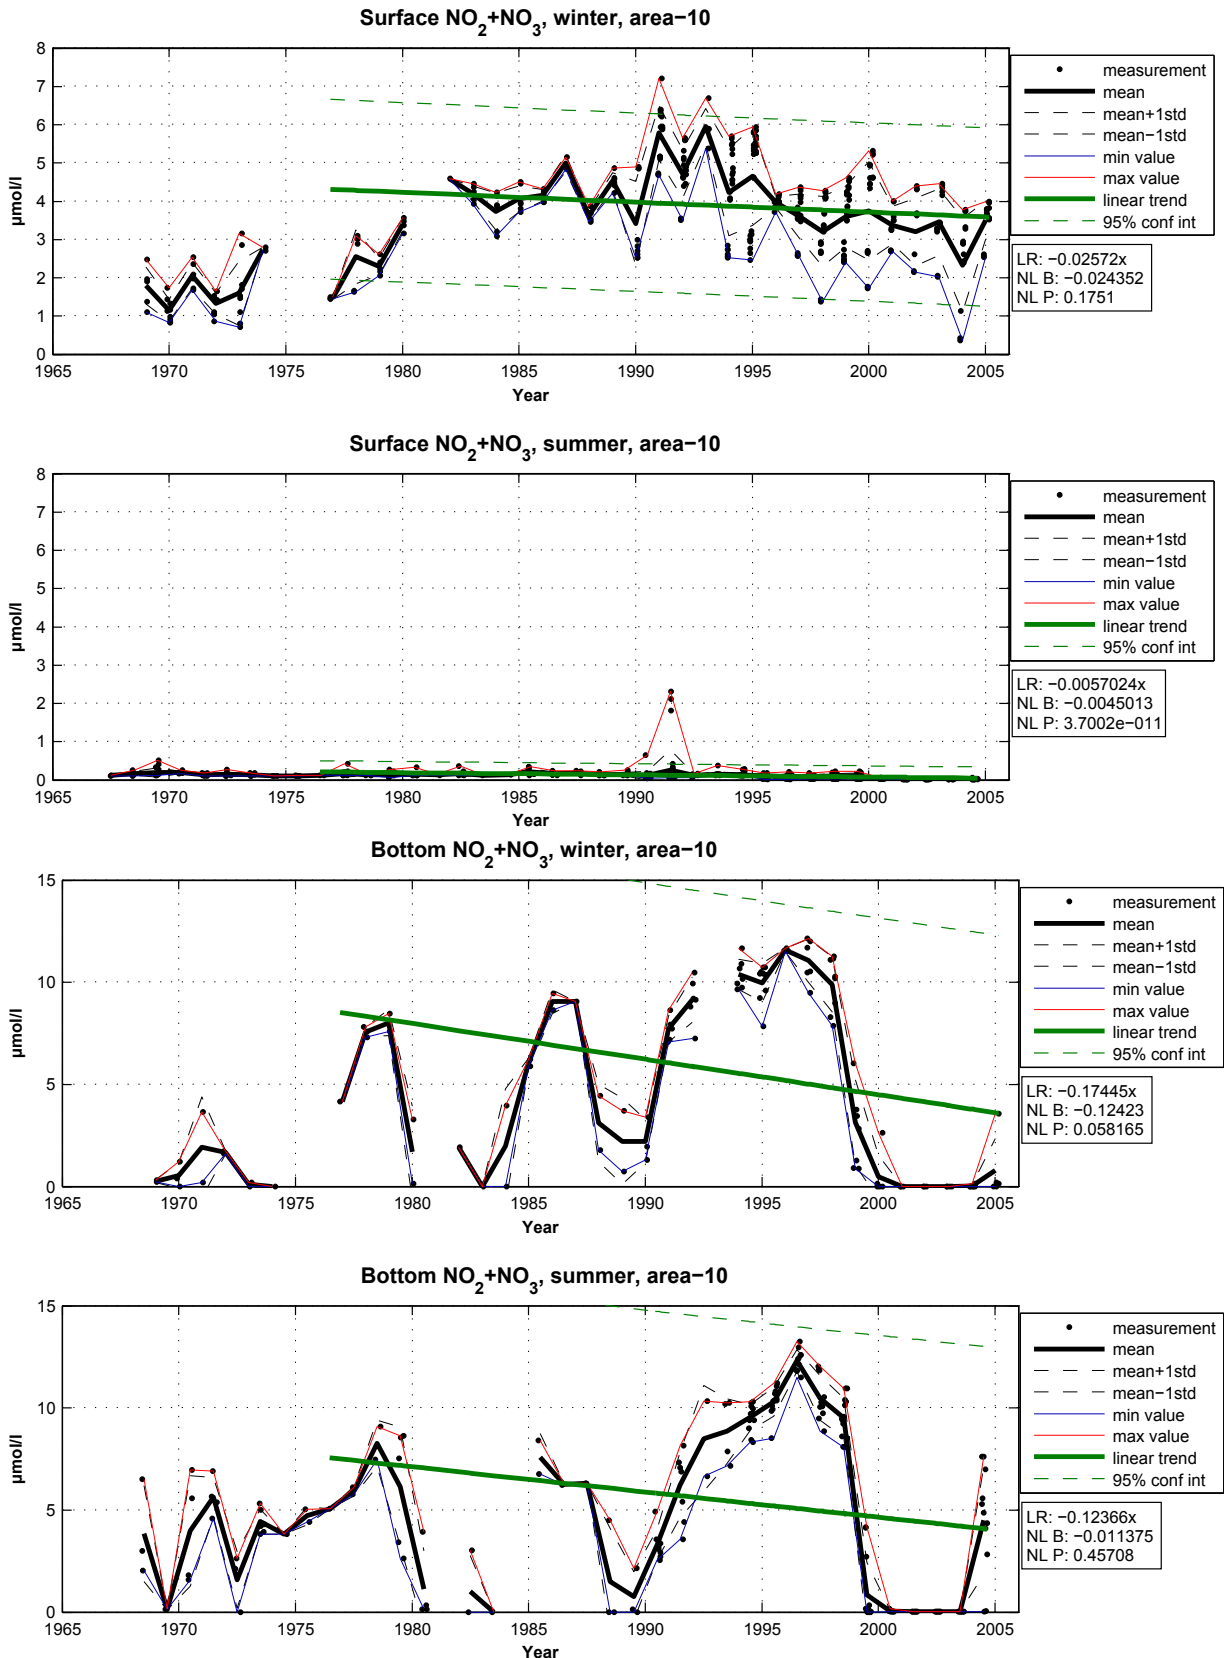 Surface NO2+NO3, winter, area−10
8
7
6
5
4
3
2
1
0
µmol/l
1965 1970 1975 1980 1985 1990 1995 2000 2005
Year
measurement
mean
mean+1std
mean−1std
min value
max value
linear trend
95% conf int
LR: −0.02572x
NL B: −0.024352
NL P: 0.1751
Surface NO2+NO3, summer, area−10
8
7
6
5
4
3
2
1
0
µmol/l
1965 1970 1975 1980 1985 1990 1995 2000 2005
Year
measurement
mean
mean+1std
mean−1std
min value
max value
linear trend
95% conf int
LR: −0.0057024x
NL B: −0.0045013
NL P: 3.7002e−011
Bottom NO2+NO3, winter, area−10
15
10
5
0
µmol/l
1965 1970 1975 1980 1985 1990 1995 2000 2005
Year
measurement
mean
mean+1std
mean−1std
min value
max value
linear trend
95% conf int
LR: −0.17445x
NL B: −0.12423
NL P: 0.058165
Bottom NO2+NO3, summer, area−10
15
10
5
0
µmol/l
1965 1970 1975 1980 1985 1990 1995 2000 2005
Year
measurement
mean
mean+1std
mean−1std
min value
max value
linear trend
95% conf int
LR: −0.12366x
NL B: −0.011375
NL P: 0.45708